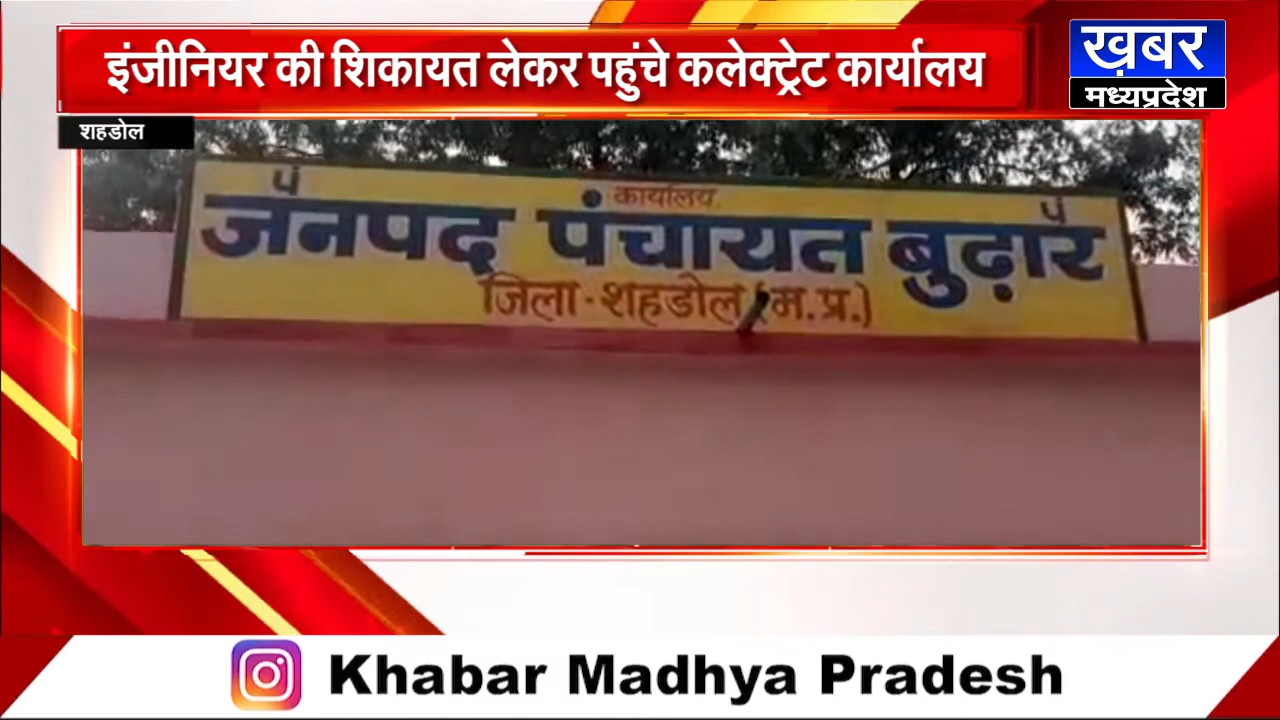 इंजीनियर की शिकायत लेकर पहुंचे कलेक्ट्रेट कार्यालय
ख़बर
मध्यप्रदेश
शहडोल
कार्यालय
जनपद पंचायत बुढ़ार
जिला-शहडोल (म.प्र.)
Khabar Madhya Pradesh